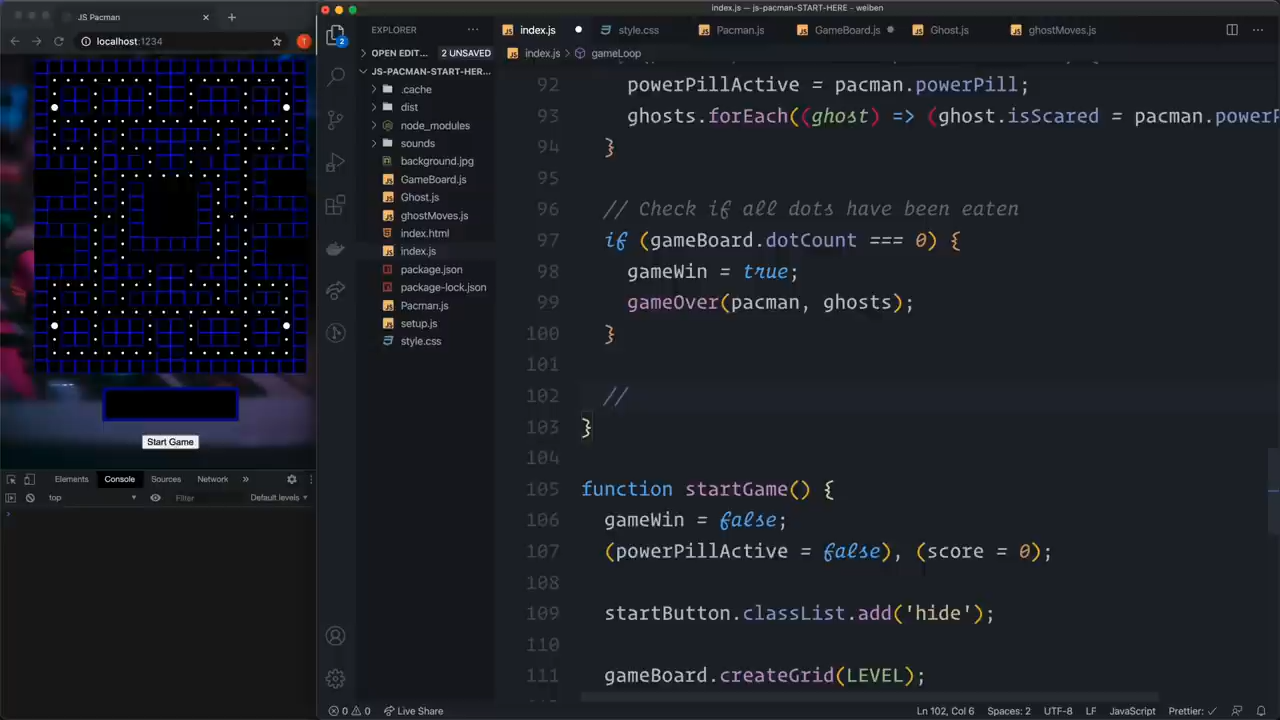 JS Pacman
localhost:1234
T
Start Game
Elements Console Sources Network »
top Filter Default levels
index.js — js-pacman-START-HERE — weiben
EXPLORER
OPEN EDIT... 2 UNSAVED
JS-PACMAN-START-HER...
.cache
dist
node_modules
sounds
background.jpg
GameBoard.js
Ghost.js
ghostMoves.js
index.html
index.js
package.json
package-lock.json
Pacman.js
setup.js
style.css
2
index.js style.css Pacman.js GameBoard.js Ghost.js ghostMoves.js
index.js > gameLoop
92 powerPillActive = pacman.powerPill;
93 ghosts.forEach((ghost) => (ghost.isScared = pacman.powerP
94 }
95
96 // Check if all dots have been eaten
97 if (gameBoard.dotCount === 0) {
98 gameWin = true;
99 gameOver(pacman, ghosts);
100 }
101
102 //
103 }
104
105 function startGame() {
106 gameWin = false;
107 (powerPillActive = false), (score = 0);
108
109 startButton.classList.add('hide');
110
111 gameBoard.createGrid(LEVEL);
0 0 Live Share Ln 102, Col 6 Spaces: 2 UTF-8 LF JavaScript Prettier: ✓